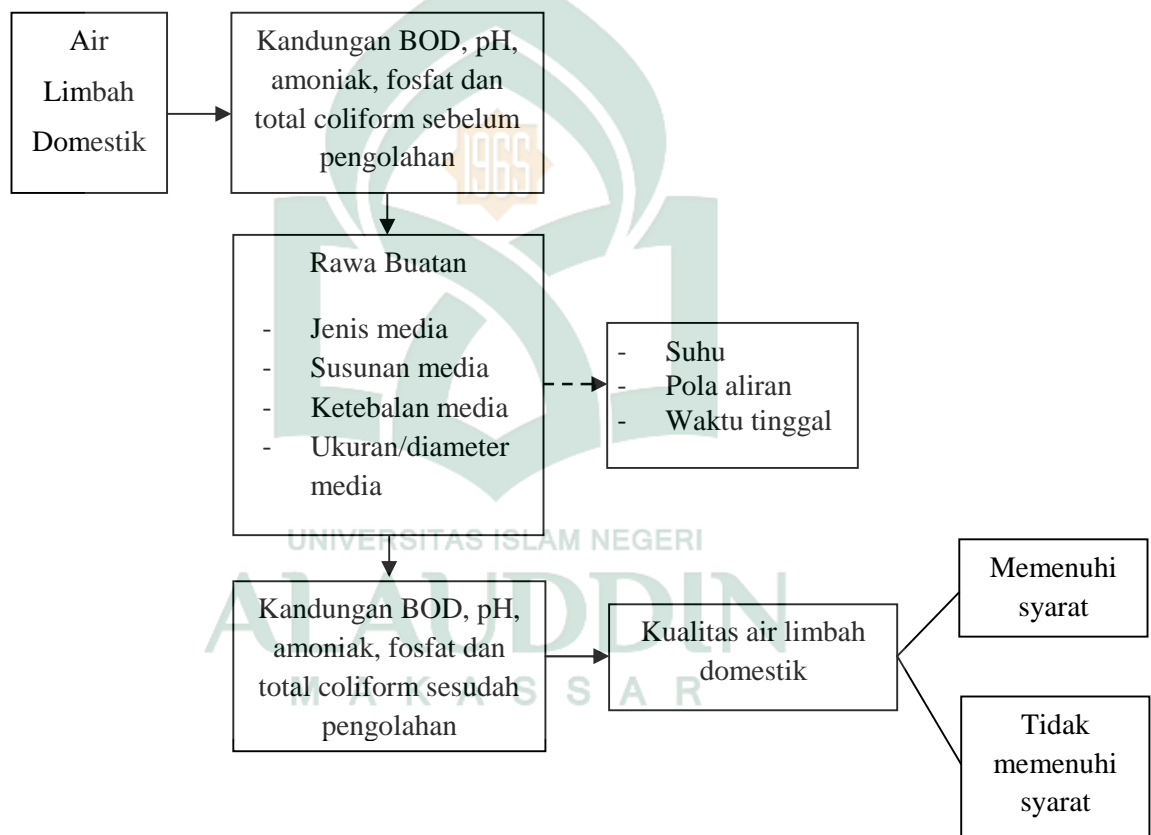 Air
Limbah
Domestik
Kandungan BOD, pH,
amoniak, fosfat dan
total coliform sebelum
pengolahan
1965
Rawa Buatan
- Jenis media
- Susunan media
- Ketebalan media
- Ukuran/diameter
media
- Suhu
- Pola aliran
- Waktu tinggal
UNIVERSITAS ISLAM NEGERI
ALAUDDIN
MAKASSAR
Kandungan BOD, pH,
amoniak, fosfat dan
total coliform sesudah
pengolahan
Kualitas air limbah
domestik
Memenuhi
syarat
Tidak
memenuhi
syarat